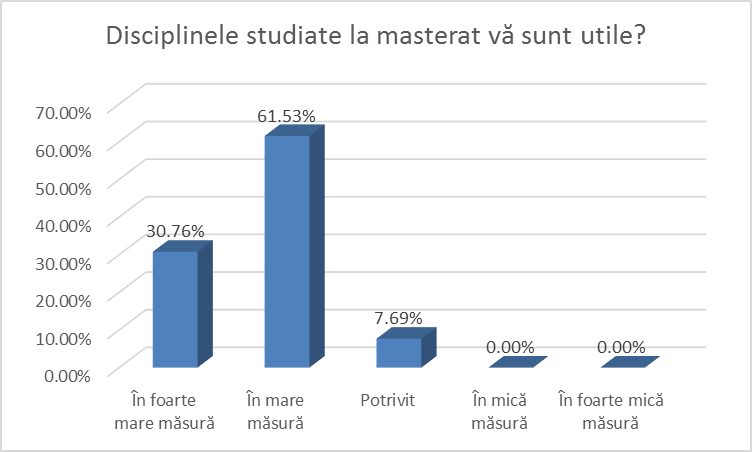 Disciplinele studiate la masterat vă sunt utile?
70.00%
60.00%
50.00%
40.00%
30.00%
20.00%
10.00%
0.00%
30.76%
61.53%
7.69%
0.00%
0.00%
În foarte
mare măsură
În mare
măsură
Potrivit
În mică
măsură
În foarte mică
măsură